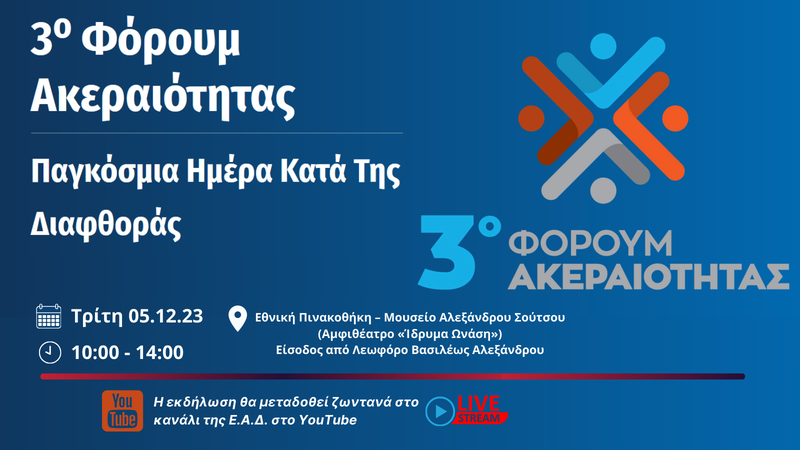 3º Φόρουμ
Ακεραιότητας
Παγκόσμια Ημέρα Κατά Της
Διαφθοράς
3°
ΦΟΡΟΥΜ
ΑΚΕΡΑΙΟΤΗΤΑΣ
Τρίτη 05.12.23
10:00 - 14:00
Εθνική Πινακοθήκη – Μουσείο Αλεξάνδρου Σούτσου
(Αμφιθέατρο «Ίδρυμα Ωνάση»)
Είσοδος από Λεωφόρο Βασιλέως Αλεξάνδρου
You
Tube
Η εκδήλωση θα μεταδοθεί ζωντανά στο
κανάλι της Ε.Α.Δ. στο YouTube
LIVE
STREAM